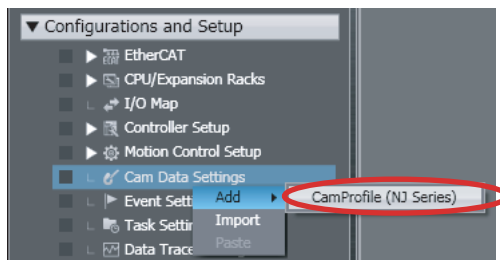 ▼ Configurations and Setup
▶ EtherCAT
▶ CPU/Expansion Racks
I/O Map
▶ Controller Setup
▶ Motion Control Setup
Cam Data Settings
▶ Event Sett
Add ▶ CamProfile (NJ Series)
Task Settin
Import
Data Trace
Paste